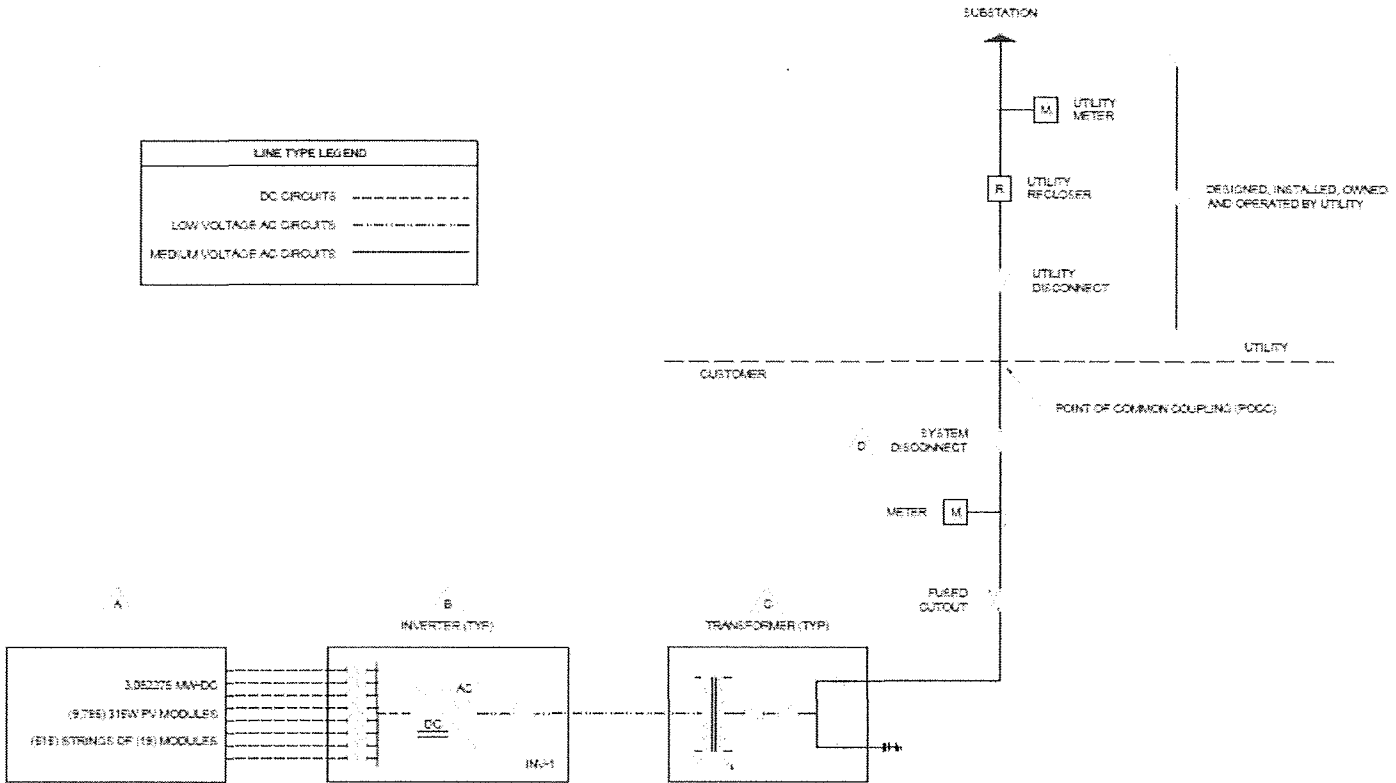 SUBSTATION
M
UTILITY
METER
R
UTILITY
RECLOSER
DESIGNED, INSTALLED, OWNED
AND OPERATED BY UTILITY
UTILITY
DISCONNECT
LINE TYPE LEGEND
DC CIRCUITS
LOW VOLTAGE AC CIRCUITS
MEDIUM VOLTAGE AC CIRCUITS
UTILITY
CUSTOMER
POINT OF COMMON COUPLING (POCC)
D
SYSTEM
DISCONNECT
METER
M
FUSED
CUTOUT
A
B
INVERTER (TYP)
C
TRANSFORMER (TYP)
3.082275 MW-DC
(9,785) 315W PV MODULES
(515) STRINGS OF (19) MODULES
AC
DC
INV-1